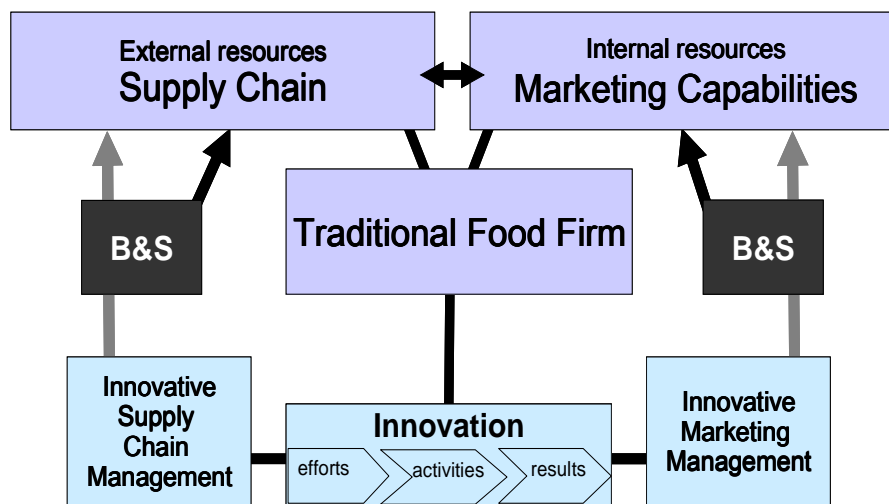 External resources
Supply Chain
Internal resources
Marketing Capabilities
Traditional Food Firm
B&S
B&S
Innovative
Supply
Chain
Management
Innovation
efforts
activities
results
Innovative
Marketing
Management